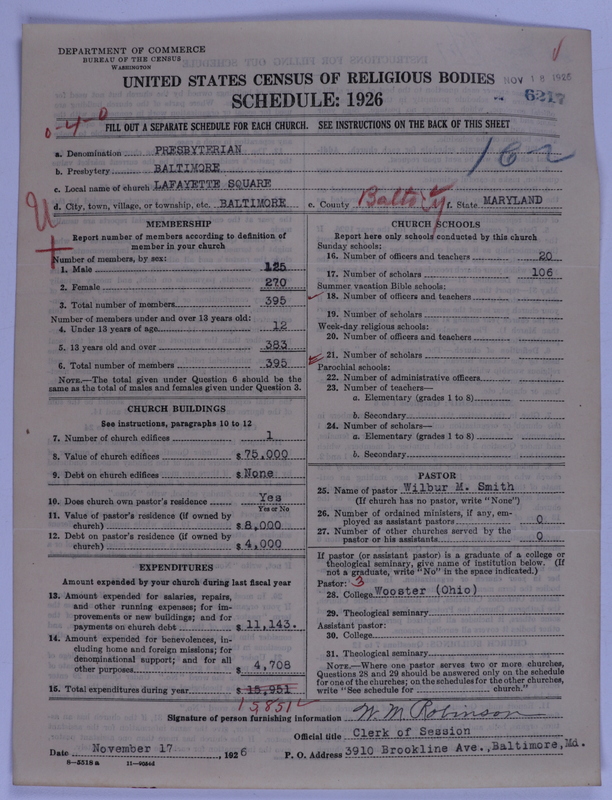 DEPARTMENT OF COMMERCE
BUREAU OF THE CENSUS
WASHINGTON
UNITED STATES CENSUS OF RELIGIOUS BODIES
NOV 18 1926
SCHEDULE: 1926
6217
0-4-0
FILL OUT A SEPARATE SCHEDULE FOR EACH CHURCH. SEE INSTRUCTIONS ON THE BACK OF THIS SHEET
a. Denomination PRESBYTERIAN
162
b. Presbytery BALTIMORE
c. Local name of church LAFAYETTE SQUARE
d. City, town, village, or township, etc. BALTIMORE e. County Balto f. State MARYLAND
MEMBERSHIP
Report number of members according to definition of
member in your church
Number of members, by sex:
1. Male 125
2. Female 270
3. Total number of members 395
Number of members under and over 13 years old:
4. Under 13 years of age 12
5. 13 years old and over 383
6. Total number of members 395
NOTE.—The total given under Question 6 should be the
same as the total of males and females given under Question 3.
CHURCH BUILDINGS
See instructions, paragraphs 10 to 12
7. Number of church edifices 1
8. Value of church edifices $75,000
9. Debt on church edifices $None
10. Does church own pastor's residence Yes
Yes or No
11. Value of pastor's residence (if owned by
church) $8,000
12. Debt on pastor's residence (if owned by
church) $4,000
EXPENDITURES
Amount expended by your church during last fiscal year
13. Amount expended for salaries, repairs,
and other running expenses; for im-
provements or new buildings; and for
payments on church debt $11,143.
14. Amount expended for benevolences, in-
cluding home and foreign missions; for
denominational support; and for all
other purposes $4,708
15. Total expenditures during year $15,951
15851
CHURCH SCHOOLS
Report here only schools conducted by this church
Sunday schools:
16. Number of officers and teachers 20
17. Number of scholars 106
Summer vacation Bible schools:
18. Number of officers and teachers
19. Number of scholars
Week-day religious schools:
20. Number of officers and teachers
21. Number of scholars
Parochial schools:
22. Number of administrative officers
23. Number of teachers—
a. Elementary (grades 1 to 8)
b. Secondary
24. Number of scholars—
a. Elementary (grades 1 to 8)
b. Secondary
PASTOR
25. Name of pastor Wilbur M. Smith
(If church has no pastor, write "None")
26. Number of ordained ministers, if any, em-
ployed as assistant pastors 0
27. Number of other churches served by the
pastor or his assistants 0
If pastor (or assistant pastor) is a graduate of a college or
theological seminary, give name of institution below. (If
not a graduate, write "No" in the space indicated.)
Pastor: 3
28. College Wooster (Ohio)
29. Theological seminary
Assistant pastor:
30. College
31. Theological seminary
NOTE.—Where one pastor serves two or more churches,
Questions 28 and 29 should be answered only on the schedule
for one of the churches; on the schedules for the other churches,
write "See schedule for church."
Signature of person furnishing information W. M. Robinson
Official title Clerk of Session
Date November 17, 1926 P. O. Address 3910 Brookline Ave., Baltimore, Md.
8—5518 a